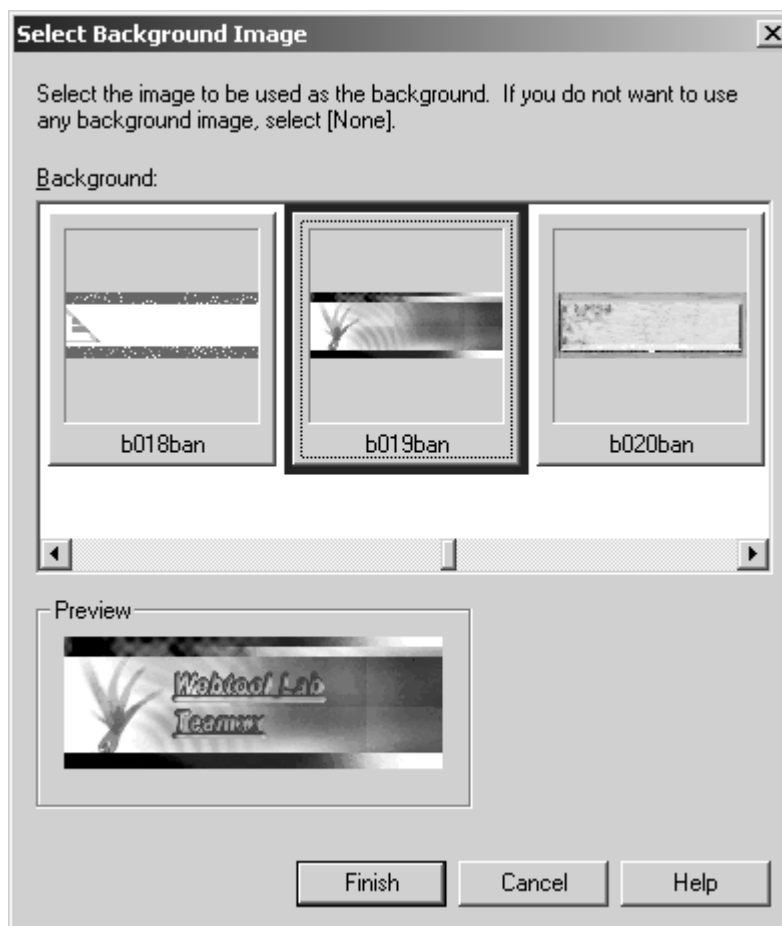 Select Background Image
Select the image to be used as the background. If you do not want to use
any background image, select [None].
Background:
b018ban
b019ban
b020ban
Preview
Webtool Lab
Teamxx
Finish
Cancel
Help